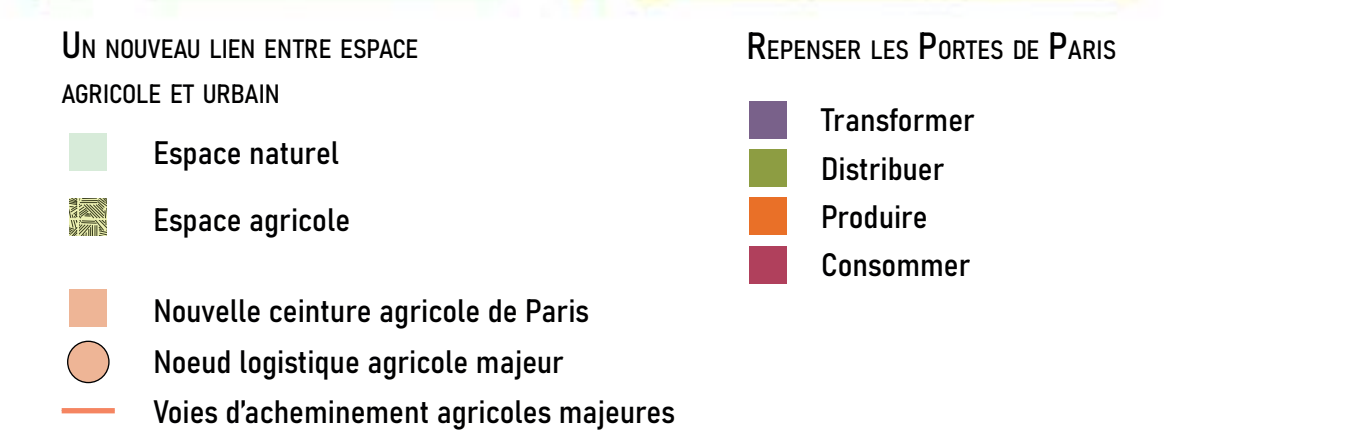 Un nouveau lien entre espace
agricole et urbain
Espace naturel
Espace agricole
Nouvelle ceinture agricole de Paris
Noeud logistique agricole majeur
Voies d'acheminement agricoles majeures
Repenser les Portes de Paris
Transformer
Distribuer
Produire
Consommer